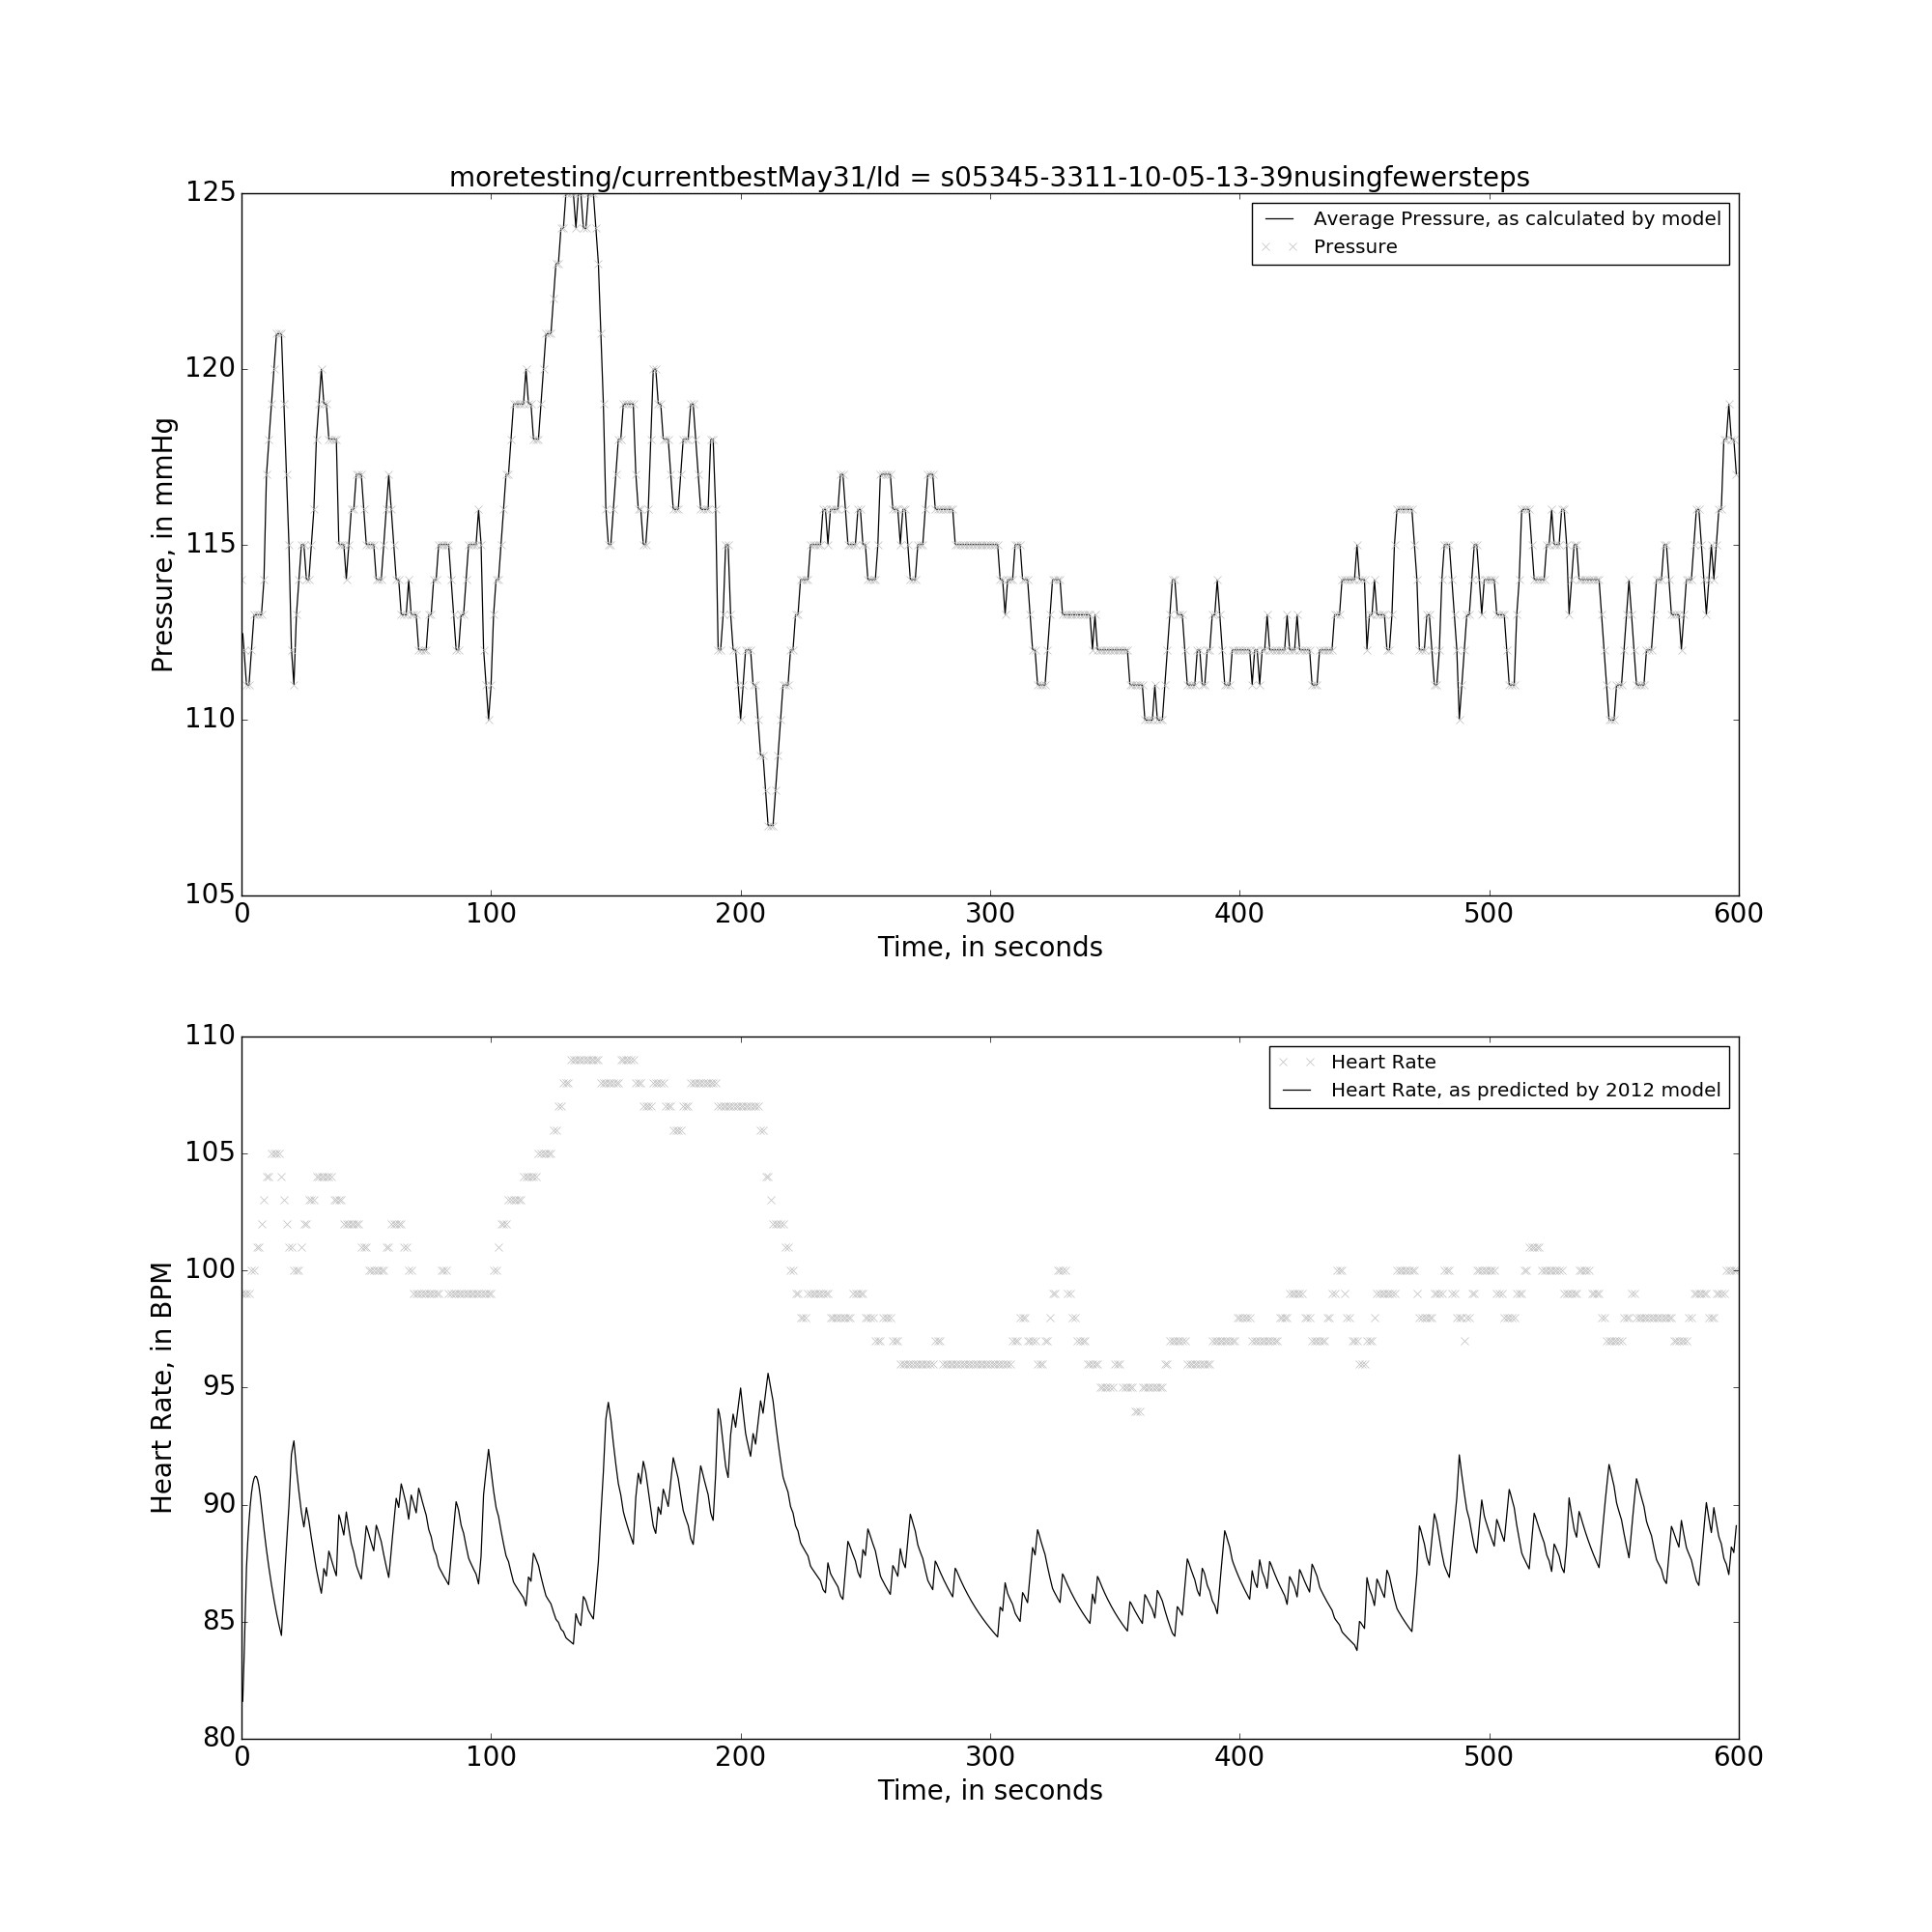 moretesting/currentbestMay31/Id = s05345-3311-10-05-13-39nusingfewersteps
125
120
115
110
105
Pressure, in mmHg
Average Pressure, as calculated by model
Pressure
0 100 200 300 400 500 600
Time, in seconds
110
105
100
95
90
85
80
Heart Rate, in BPM
Heart Rate
Heart Rate, as predicted by 2012 model
0 100 200 300 400 500 600
Time, in seconds